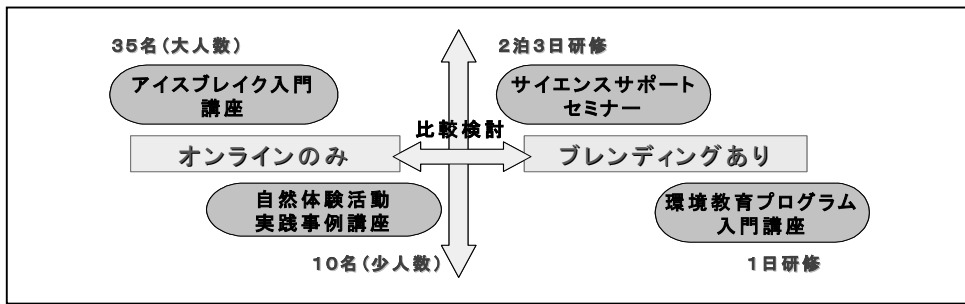 35名(大人数)
アイスブレイク入門
講座
2泊3日研修
サイエンスサポート
セミナー
比較検討
オンラインのみ
ブレンディングあり
自然体験活動
実践事例講座
10名(少人数)
環境教育プログラム
入門講座
1日研修